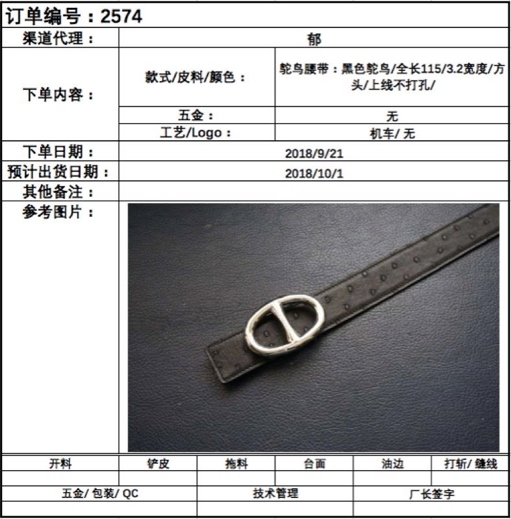 订单编号：2574
渠道代理： 郁
下单内容： 款式/皮料/颜色： 鸵鸟腰带：黑色鸵鸟/全长115/3.2宽度/方
头/上线不打孔/
五金： 无
工艺/Logo： 机车/ 无
下单日期： 2018/9/21
预计出货日期： 2018/10/1
其他备注：
参考图片：
开料 铲皮 拖料 台面 油边 打斩/ 缝线
五金/ 包装/ QC 技术管理 厂长签字